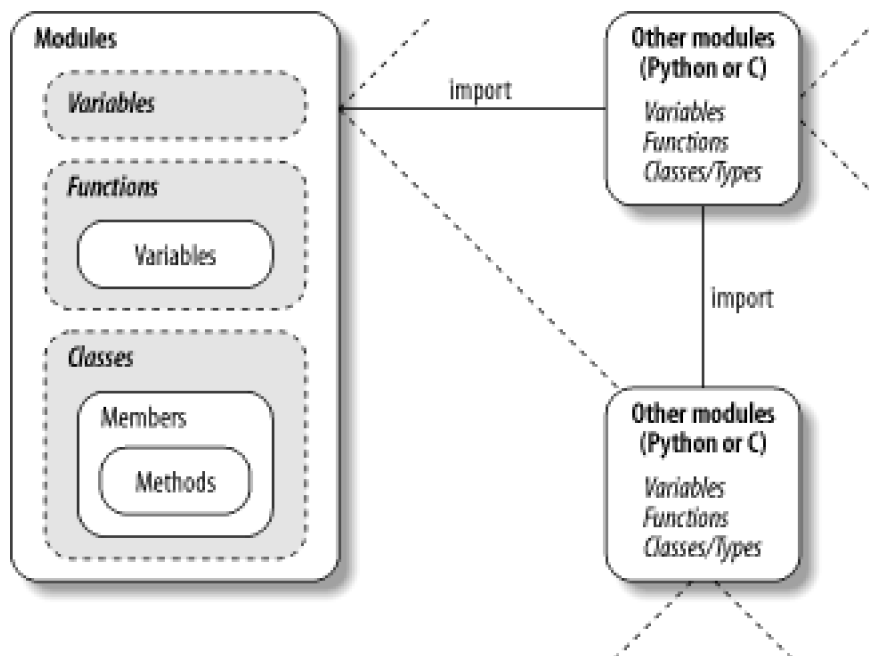 Modules
Variables
Functions
Variables
Classes
Members
Methods
import
Other modules
(Python or C)
Variables
Functions
Classes/Types
import
Other modules
(Python or C)
Variables
Functions
Classes/Types